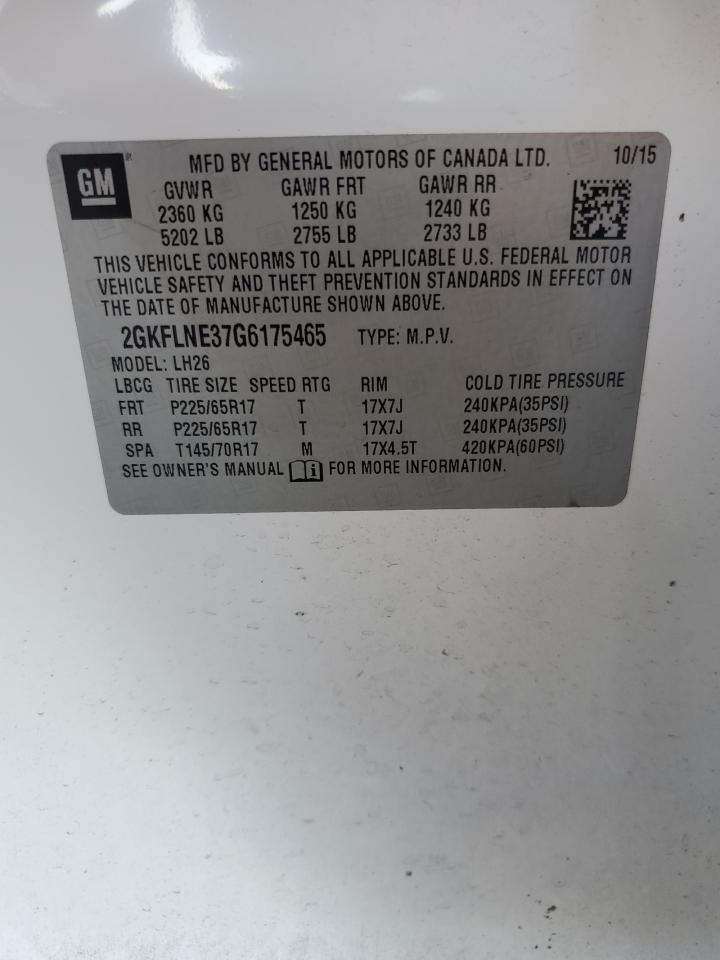 GM MFD BY GENERAL MOTORS OF CANADA LTD. 10/15
GVWR GAWR FRT GAWR RR
2360 KG 1250 KG 1240 KG
5202 LB 2755 LB 2733 LB
THIS VEHICLE CONFORMS TO ALL APPLICABLE U.S. FEDERAL MOTOR
VEHICLE SAFETY AND THEFT PREVENTION STANDARDS IN EFFECT ON
THE DATE OF MANUFACTURE SHOWN ABOVE.
2GKFLNE37G6175465 TYPE: M.P.V.
MODEL: LH26
LBCG TIRE SIZE SPEED RTG RIM COLD TIRE PRESSURE
FRT P225/65R17 T 17X7J 240KPA(35PSI)
RR P225/65R17 T 17X7J 240KPA(35PSI)
SPA T145/70R17 M 17X4.5T 420KPA(60PSI)
SEE OWNER'S MANUAL i FOR MORE INFORMATION.